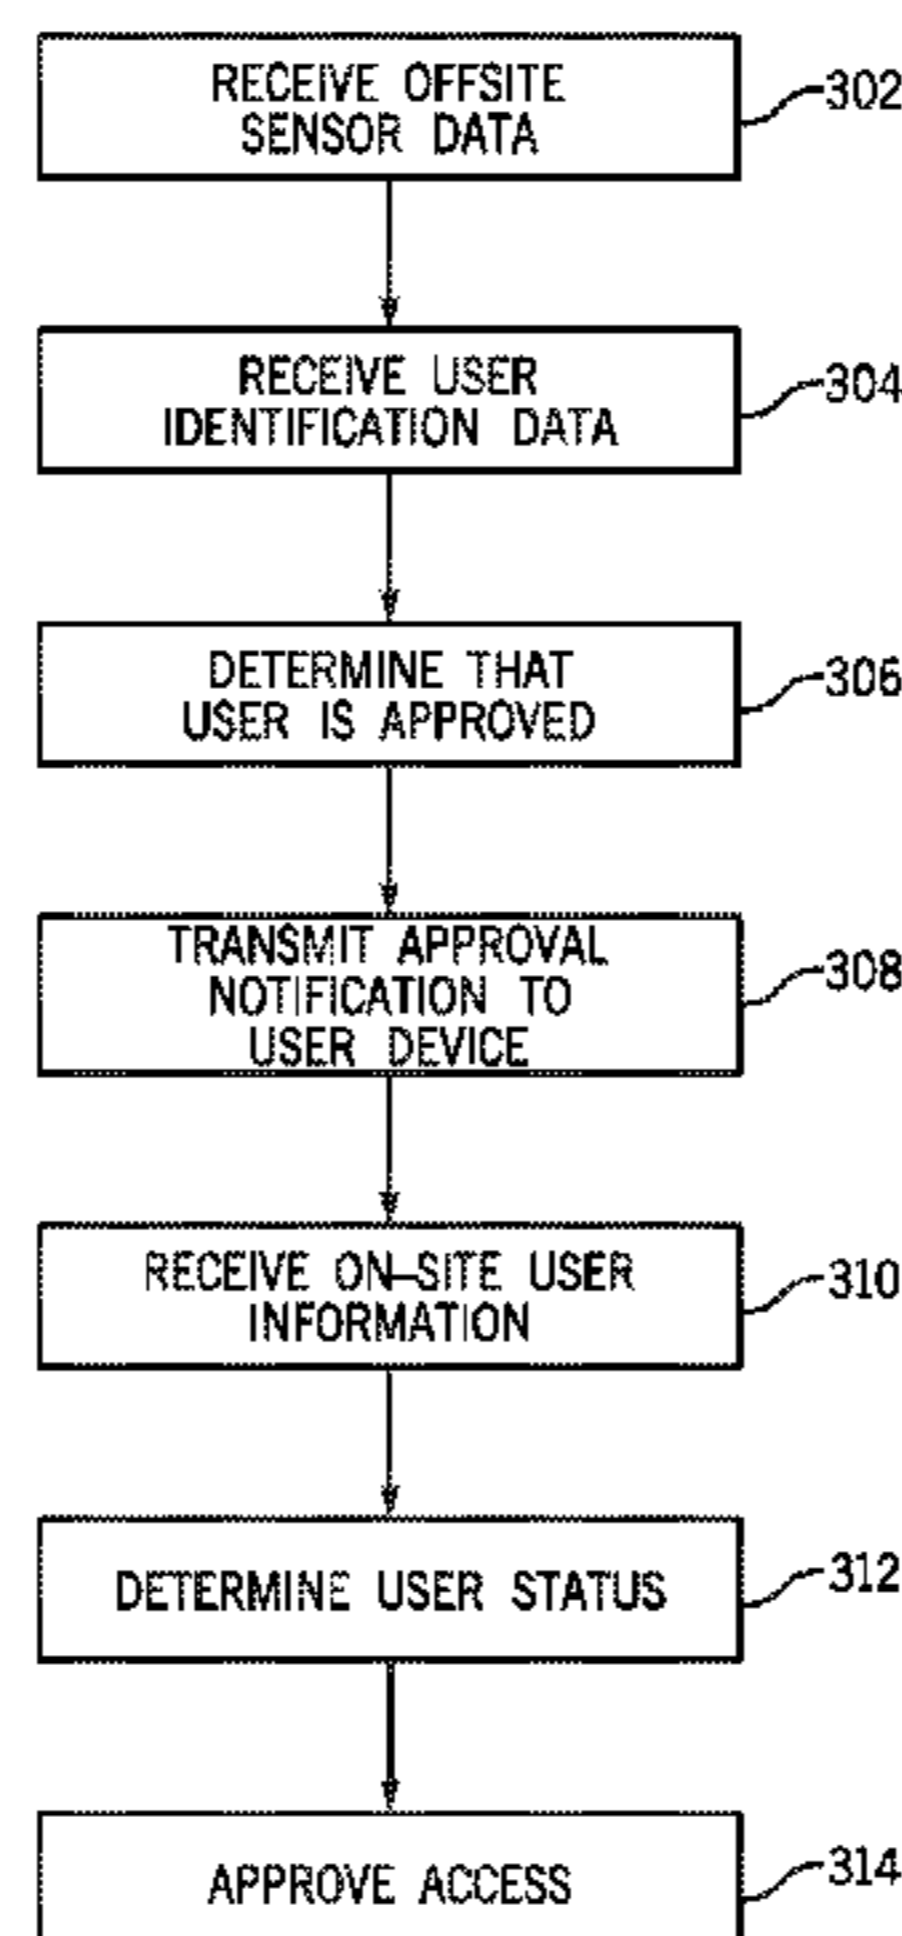 RECEIVE OFFSITE
SENSOR DATA
302
RECEIVE USER
IDENTIFICATION DATA
304
DETERMINE THAT
USER IS APPROVED
306
TRANSMIT APPROVAL
NOTIFICATION TO
USER DEVICE
308
RECEIVE ON-SITE USER
INFORMATION
310
DETERMINE USER STATUS
312
APPROVE ACCESS
314